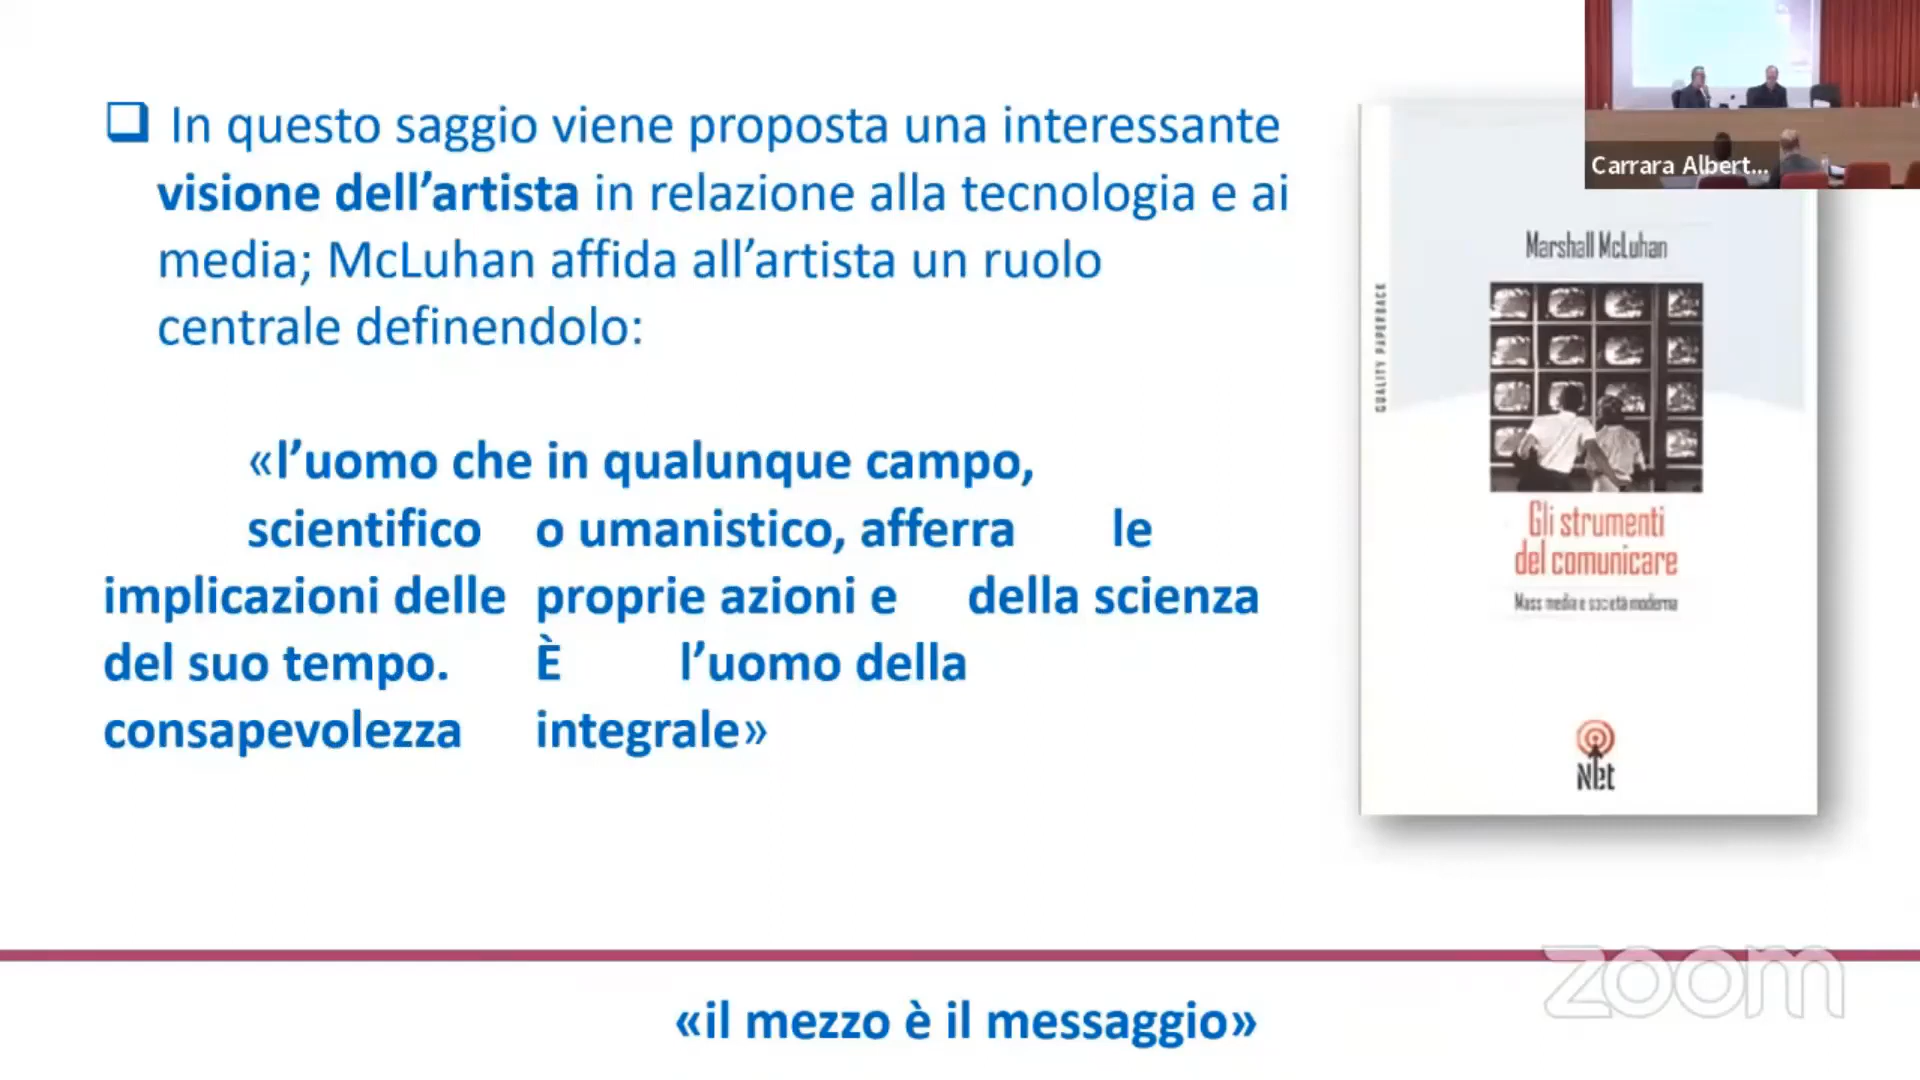 ❑ In questo saggio viene proposta una interessante
visione dell’artista in relazione alla tecnologia e ai
media; McLuhan affida all’artista un ruolo
centrale definendolo:
«l’uomo che in qualunque campo,
scientifico o umanistico, afferra le
implicazioni delle proprie azioni e della scienza
del suo tempo. È l’uomo della
consapevolezza integrale»
Carrara Albert...
QUALITY PAPERBACK
Marshall McLuhan
Gli strumenti
del comunicare
Mass media e società moderna
Net
zoom
«il mezzo è il messaggio»